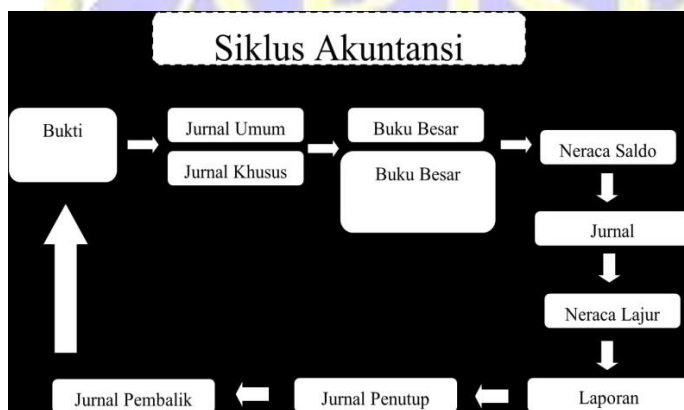 Siklus Akuntansi
Bukti
Jurnal Umum
Jurnal Khusus
Buku Besar
Buku Besar
Neraca Saldo
Jurnal
Neraca Lajur
Laporan
Jurnal Penutup
Jurnal Pembalik